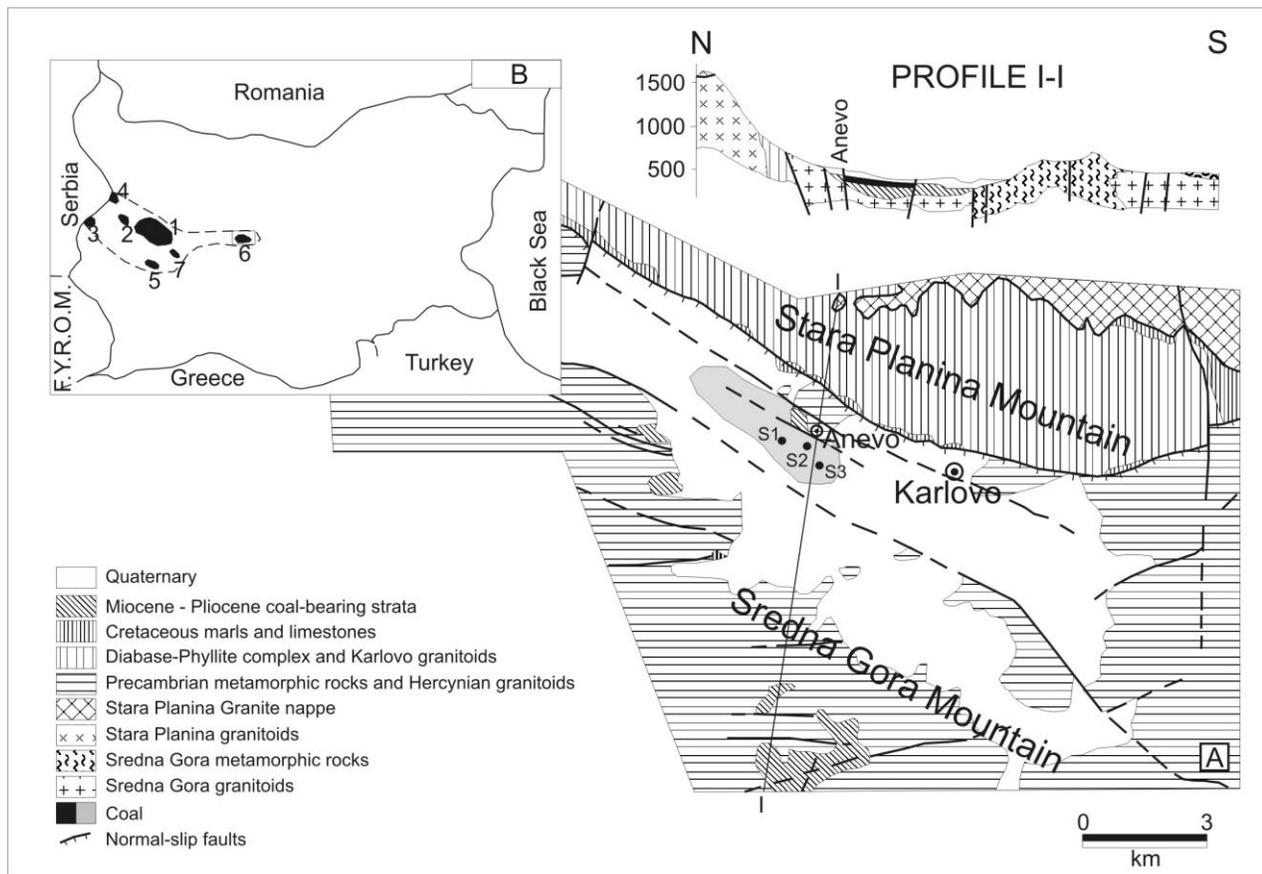 B
Romania
Serbia
4
3
2
1
6
5
7
Black Sea
F.Y.R.O.M.
Greece
Turkey
N
S
PROFILE I-I
1500
1000
500
Anevo
I
Stara Planina Mountain
S1
S2
S3
Anevo
Karlovo
Sredna Gora Mountain
I
A
Quaternary
Miocene - Pliocene coal-bearing strata
Cretaceous marls and limestones
Diabase-Phyllite complex and Karlovo granitoids
Precambrian metamorphic rocks and Hercynian granitoids
Stara Planina Granite nappe
Stara Planina granitoids
Sredna Gora metamorphic rocks
Sredna Gora granitoids
Coal
Normal-slip faults
0 3
km